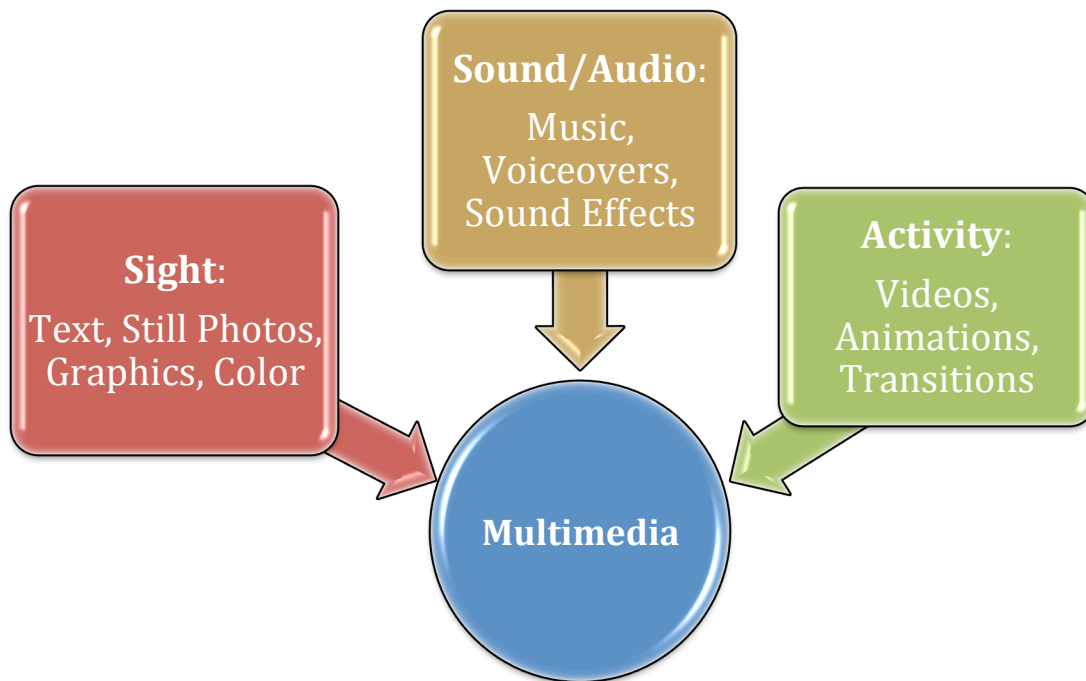 Sound/Audio:
Music,
Voiceovers,
Sound Effects
Sight:
Text, Still Photos,
Graphics, Color
Activity:
Videos,
Animations,
Transitions
Multimedia